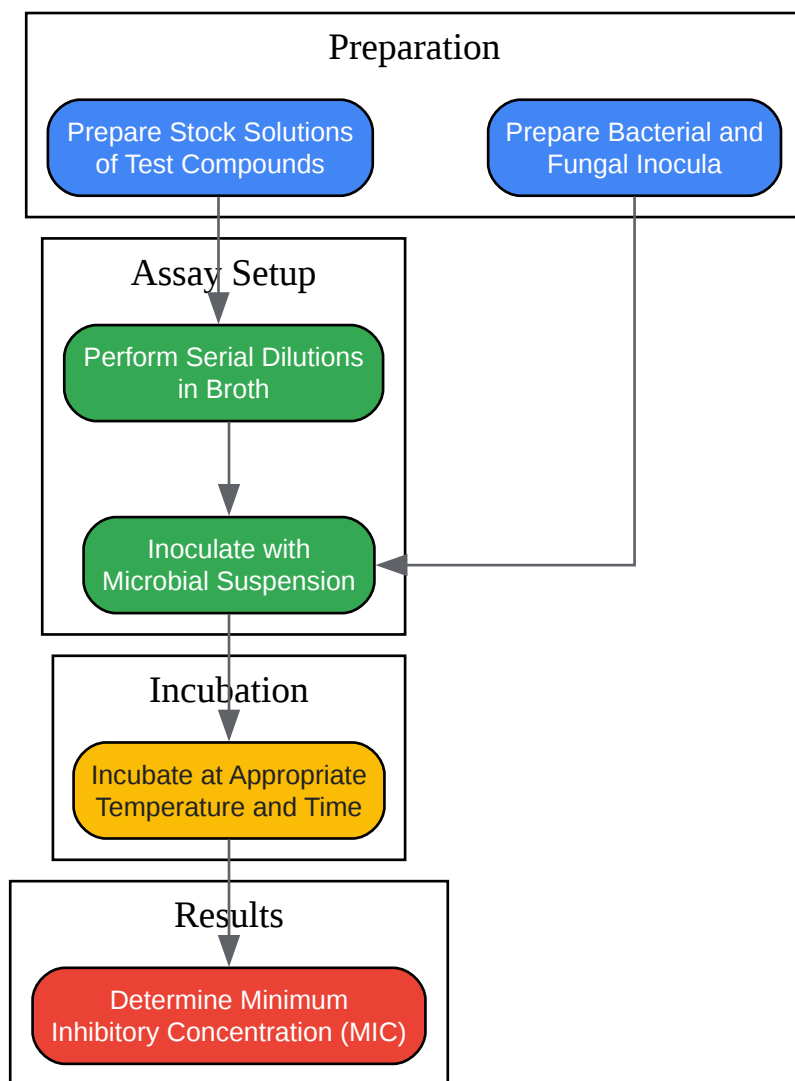 Preparation
Prepare Stock Solutions
of Test Compounds
Prepare Bacterial and
Fungal Inocula
Assay Setup
Perform Serial Dilutions
in Broth
Inoculate with
Microbial Suspension
Incubation
Incubate at Appropriate
Temperature and Time
Results
Determine Minimum
Inhibitory Concentration (MIC)